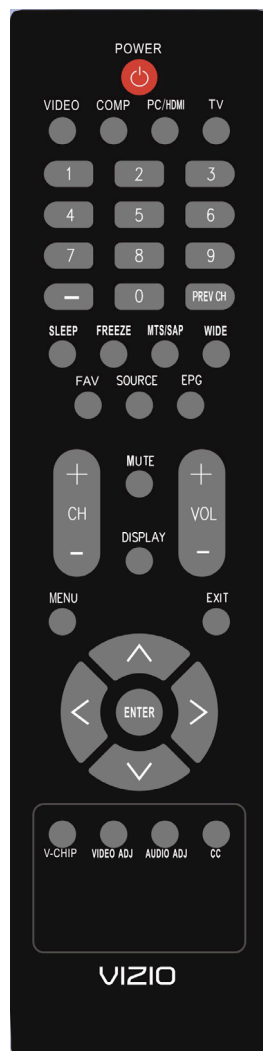 POWER
VIDEO COMP PC/HDMI TV
1 2 3
4 5 6
7 8 9
– 0 PREV CH
SLEEP FREEZE MTS/SAP WIDE
FAV SOURCE EPG
+ MUTE +
CH VOL
– DISPLAY –
MENU EXIT
ENTER
V-CHIP VIDEO ADJ AUDIO ADJ CC
VIZIO